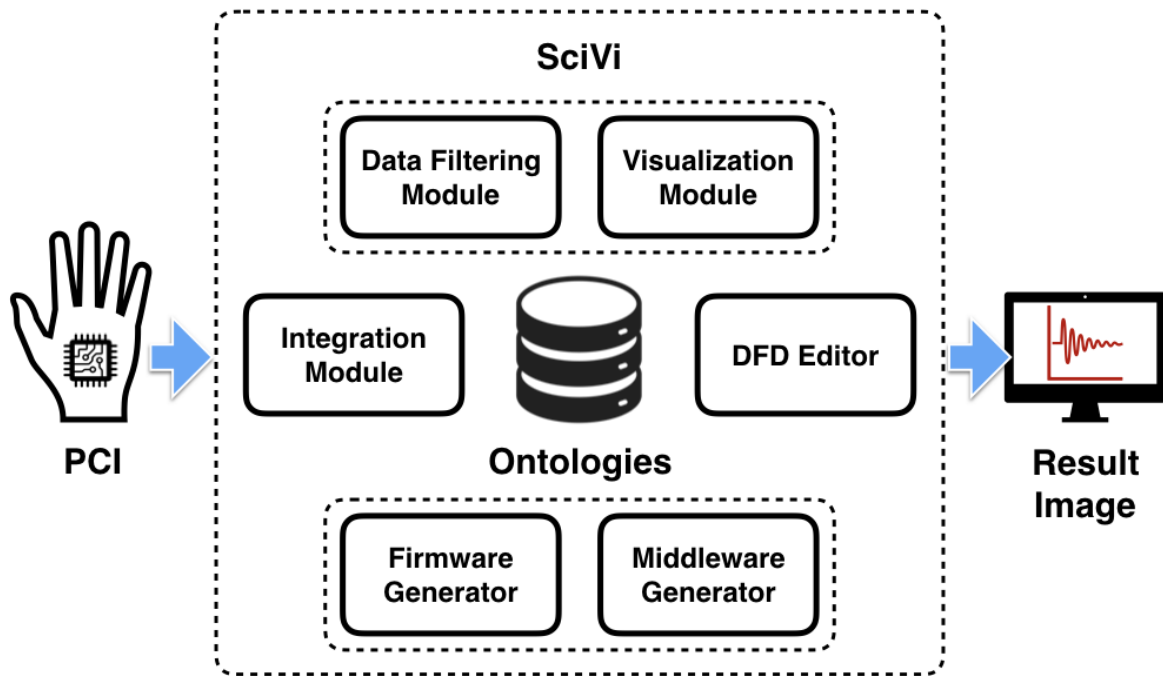 SciVi
Data Filtering
Module
Visualization
Module
Integration
Module
DFD Editor
PCI
Ontologies
Result
Image
Firmware
Generator
Middleware
Generator